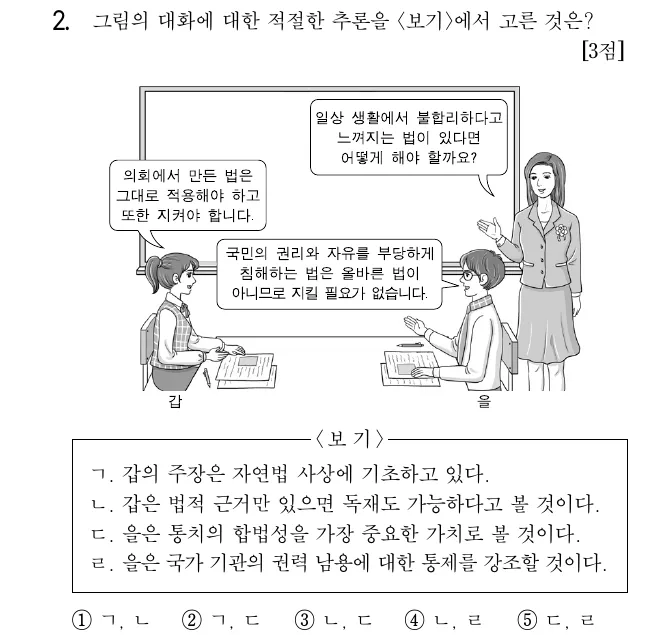 2. 그림의 대화에 대한 적절한 추론을 〈보기〉에서 고른 것은?
[3점]
일상 생활에서 불합리하다고
느껴지는 법이 있다면
어떻게 해야 할까요?
의회에서 만든 법은
그대로 적용해야 하고
또한 지켜야 합니다.
국민의 권리와 자유를 부당하게
침해하는 법은 올바른 법이
아니므로 지킬 필요가 없습니다.
갑
을
〈보 기〉
ㄱ. 갑의 주장은 자연법 사상에 기초하고 있다.
ㄴ. 갑은 법적 근거만 있으면 독재도 가능하다고 볼 것이다.
ㄷ. 을은 통치의 합법성을 가장 중요한 가치로 볼 것이다.
ㄹ. 을은 국가 기관의 권력 남용에 대한 통제를 강조할 것이다.
① ㄱ, ㄴ ② ㄱ, ㄷ ③ ㄴ, ㄷ ④ ㄴ, ㄹ ⑤ ㄷ, ㄹ